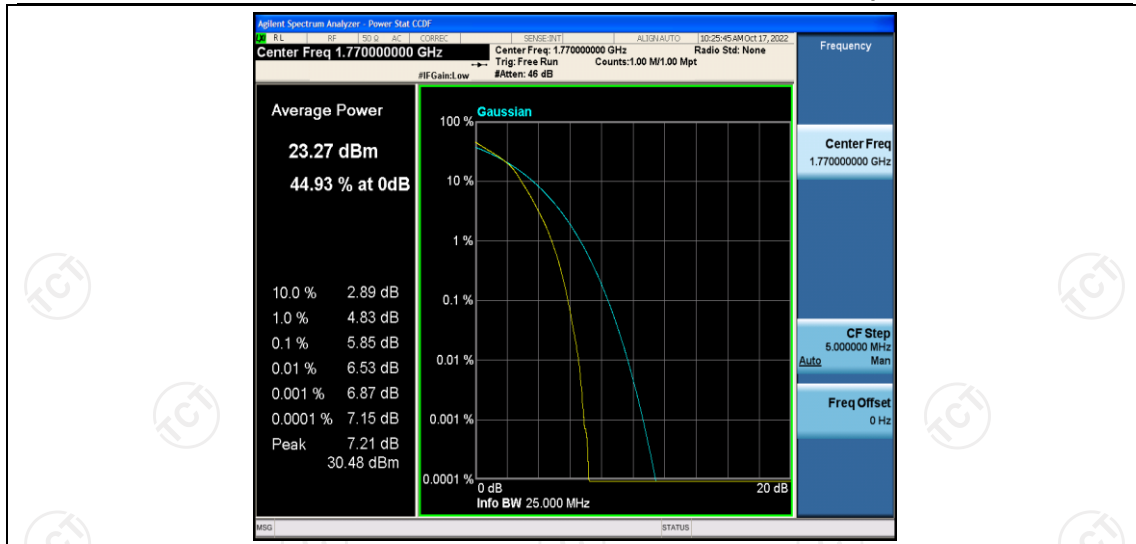 Agilent Spectrum Analyzer - Power Stat CCDF
RL RF 50 Ω AC CORREC SENSE:INT ALIGN AUTO 10:25:45 AM Oct 17, 2022
Center Freq 1.770000000 GHz
Center Freq: 1.770000000 GHz Radio Std: None
Trig: Free Run Counts:1.00 M/1.00 Mpt
#IFGain:Low #Atten: 46 dB
Frequency
Average Power
23.27 dBm
44.93 % at 0dB
10.0 % 2.89 dB
1.0 % 4.83 dB
0.1 % 5.85 dB
0.01 % 6.53 dB
0.001 % 6.87 dB
0.0001 % 7.15 dB
Peak 7.21 dB
30.48 dBm
Gaussian
100 %
10 %
1 %
0.1 %
0.01 %
0.001 %
0.0001 %
0 dB 20 dB
Info BW 25.000 MHz
Center Freq
1.770000000 GHz
CF Step
5.000000 MHz
Auto Man
Freq Offset
0 Hz
MSG STATUS
TCT
TCT
TCT
TCT